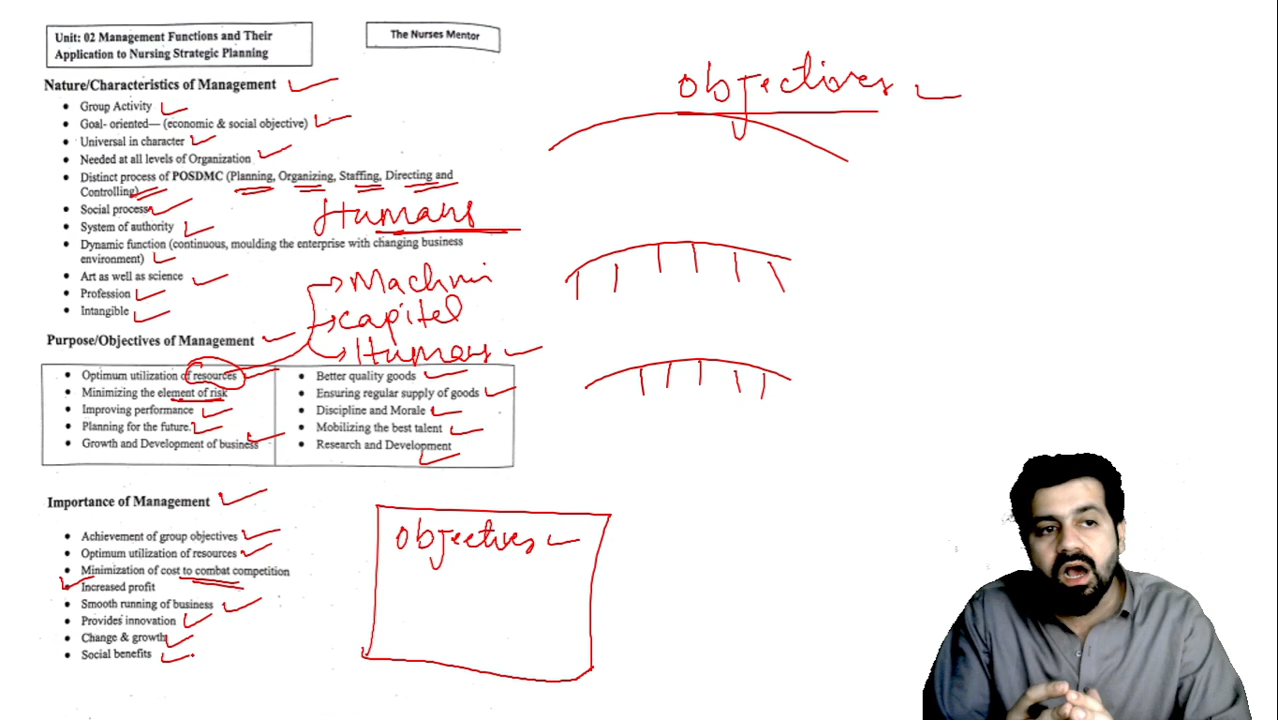 Unit: 02 Management Functions and Their
Application to Nursing Strategic Planning
The Nurses Mentor
Nature/Characteristics of Management
• Group Activity
• Goal- oriented— (economic & social objective)
• Universal in character
• Needed at all levels of Organization
• Distinct process of POSDMC (Planning, Organizing, Staffing, Directing and
Controlling)
• Social process
• System of authority
• Dynamic function (continuous, moulding the enterprise with changing business
environment)
• Art as well as science
• Profession
• Intangible
Purpose/Objectives of Management
• Optimum utilization of resources
• Minimizing the element of risk
• Improving performance
• Planning for the future.
• Growth and Development of business
• Better quality goods
• Ensuring regular supply of goods
• Discipline and Morale
• Mobilizing the best talent
• Research and Development
Importance of Management
• Achievement of group objectives
• Optimum utilization of resources
• Minimization of cost to combat competition
• Increased profit
• Smooth running of business
• Provides innovation
• Change & growth
• Social benefits
Objectives
Humans
capital
Humans
Objectives